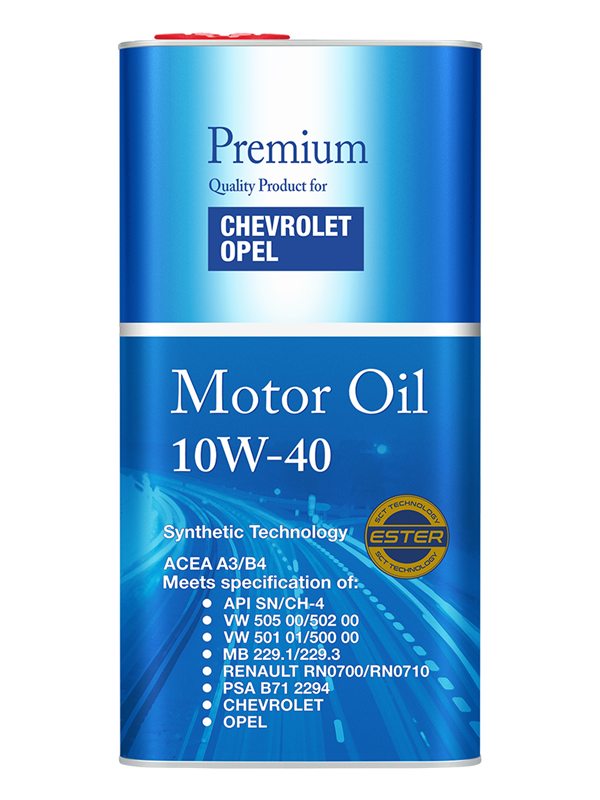 Premium
Quality Product for
CHEVROLET
OPEL
Motor Oil
10W-40
Synthetic Technology
SCT TECHNOLOGY
ESTER
SCT TECHNOLOGY
ACEA A3/B4
Meets specification of:
• API SN/CH-4
• VW 505 00/502 00
• VW 501 01/500 00
• MB 229.1/229.3
• RENAULT RN0700/RN0710
• PSA B71 2294
• CHEVROLET
• OPEL